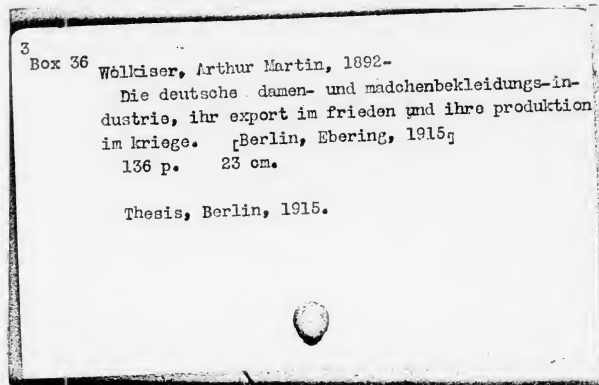 3
Box 36 Wölkiser, Arthur Martin, 1892-
Die deutsche damen- und mädchenbekleidungs-in-
dustrie, ihr export im frieden und ihre produktion
im kriege. [Berlin, Ebering, 1915]
136 p. 23 cm.
Thesis, Berlin, 1915.